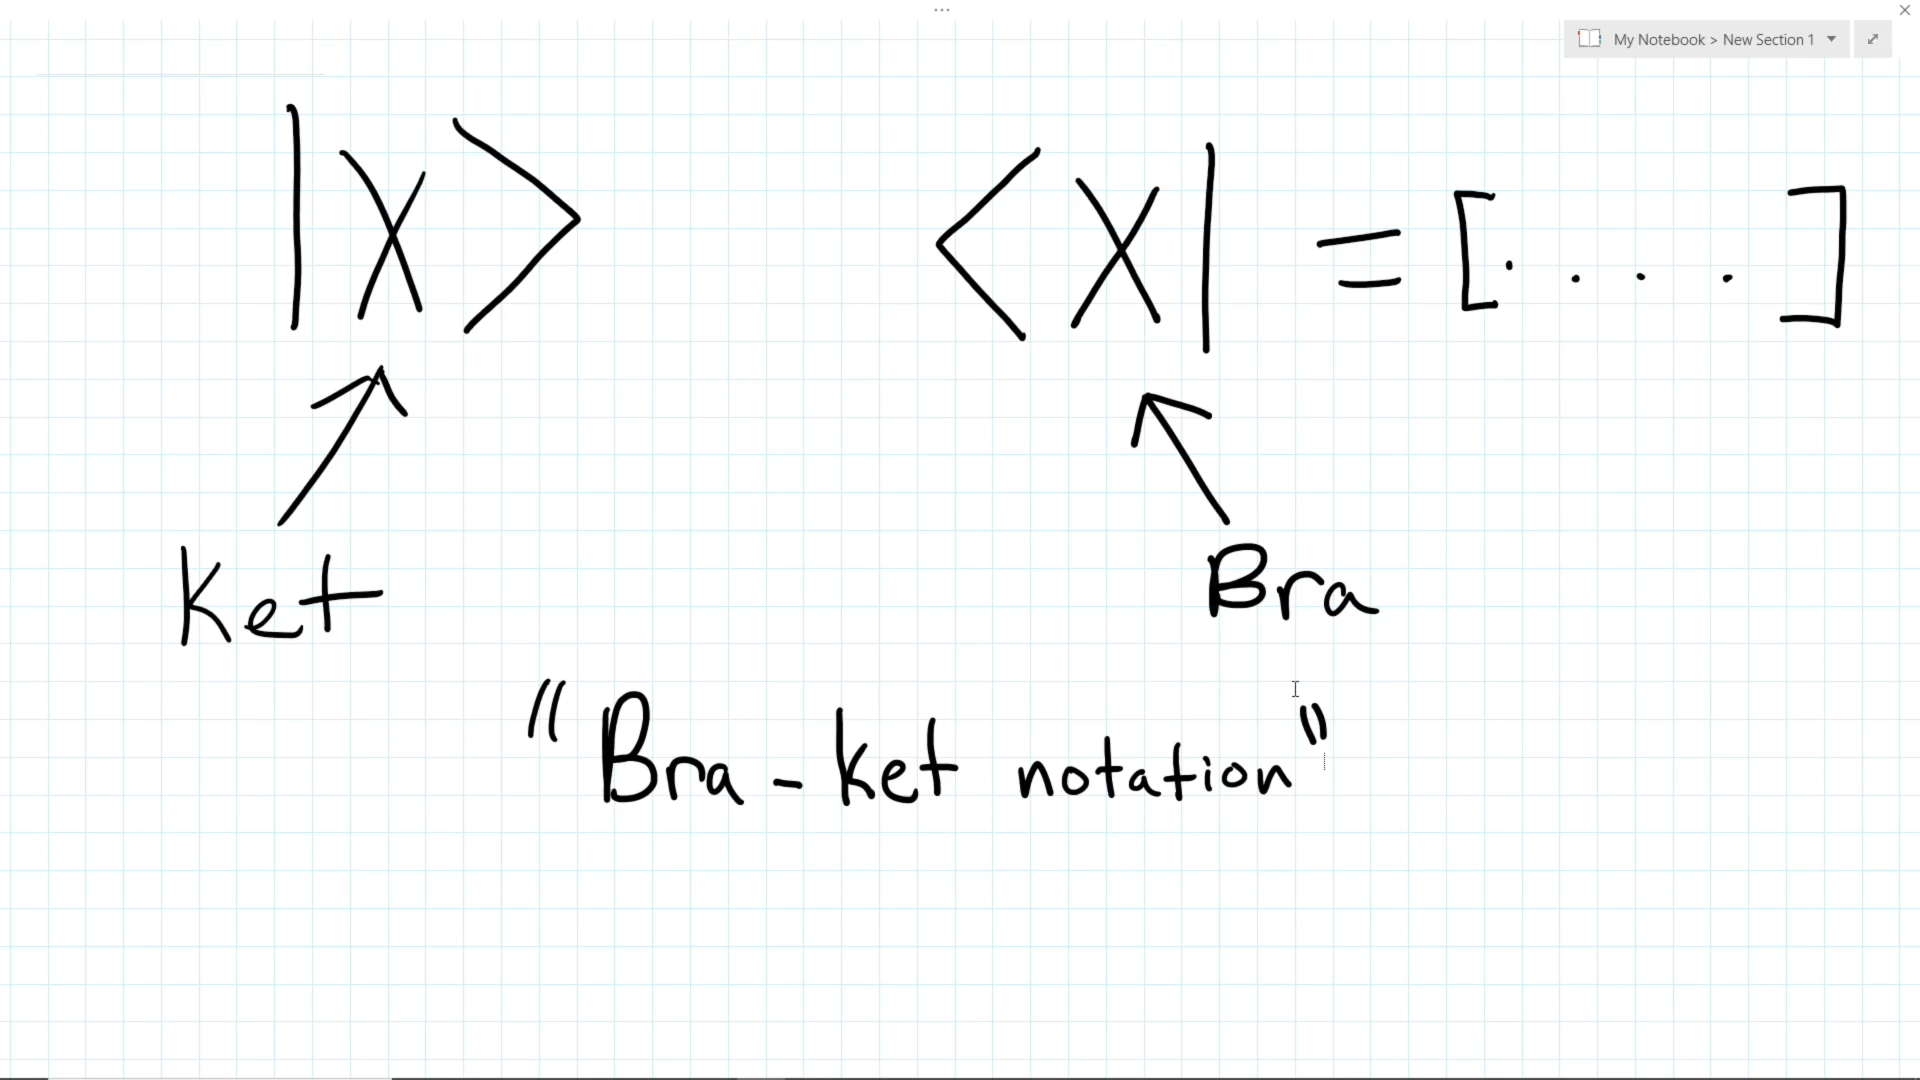 My Notebook > New Section 1
|X⟩ ⟨X| = [. . . .]
Ket
Bra
"Bra - ket notation"